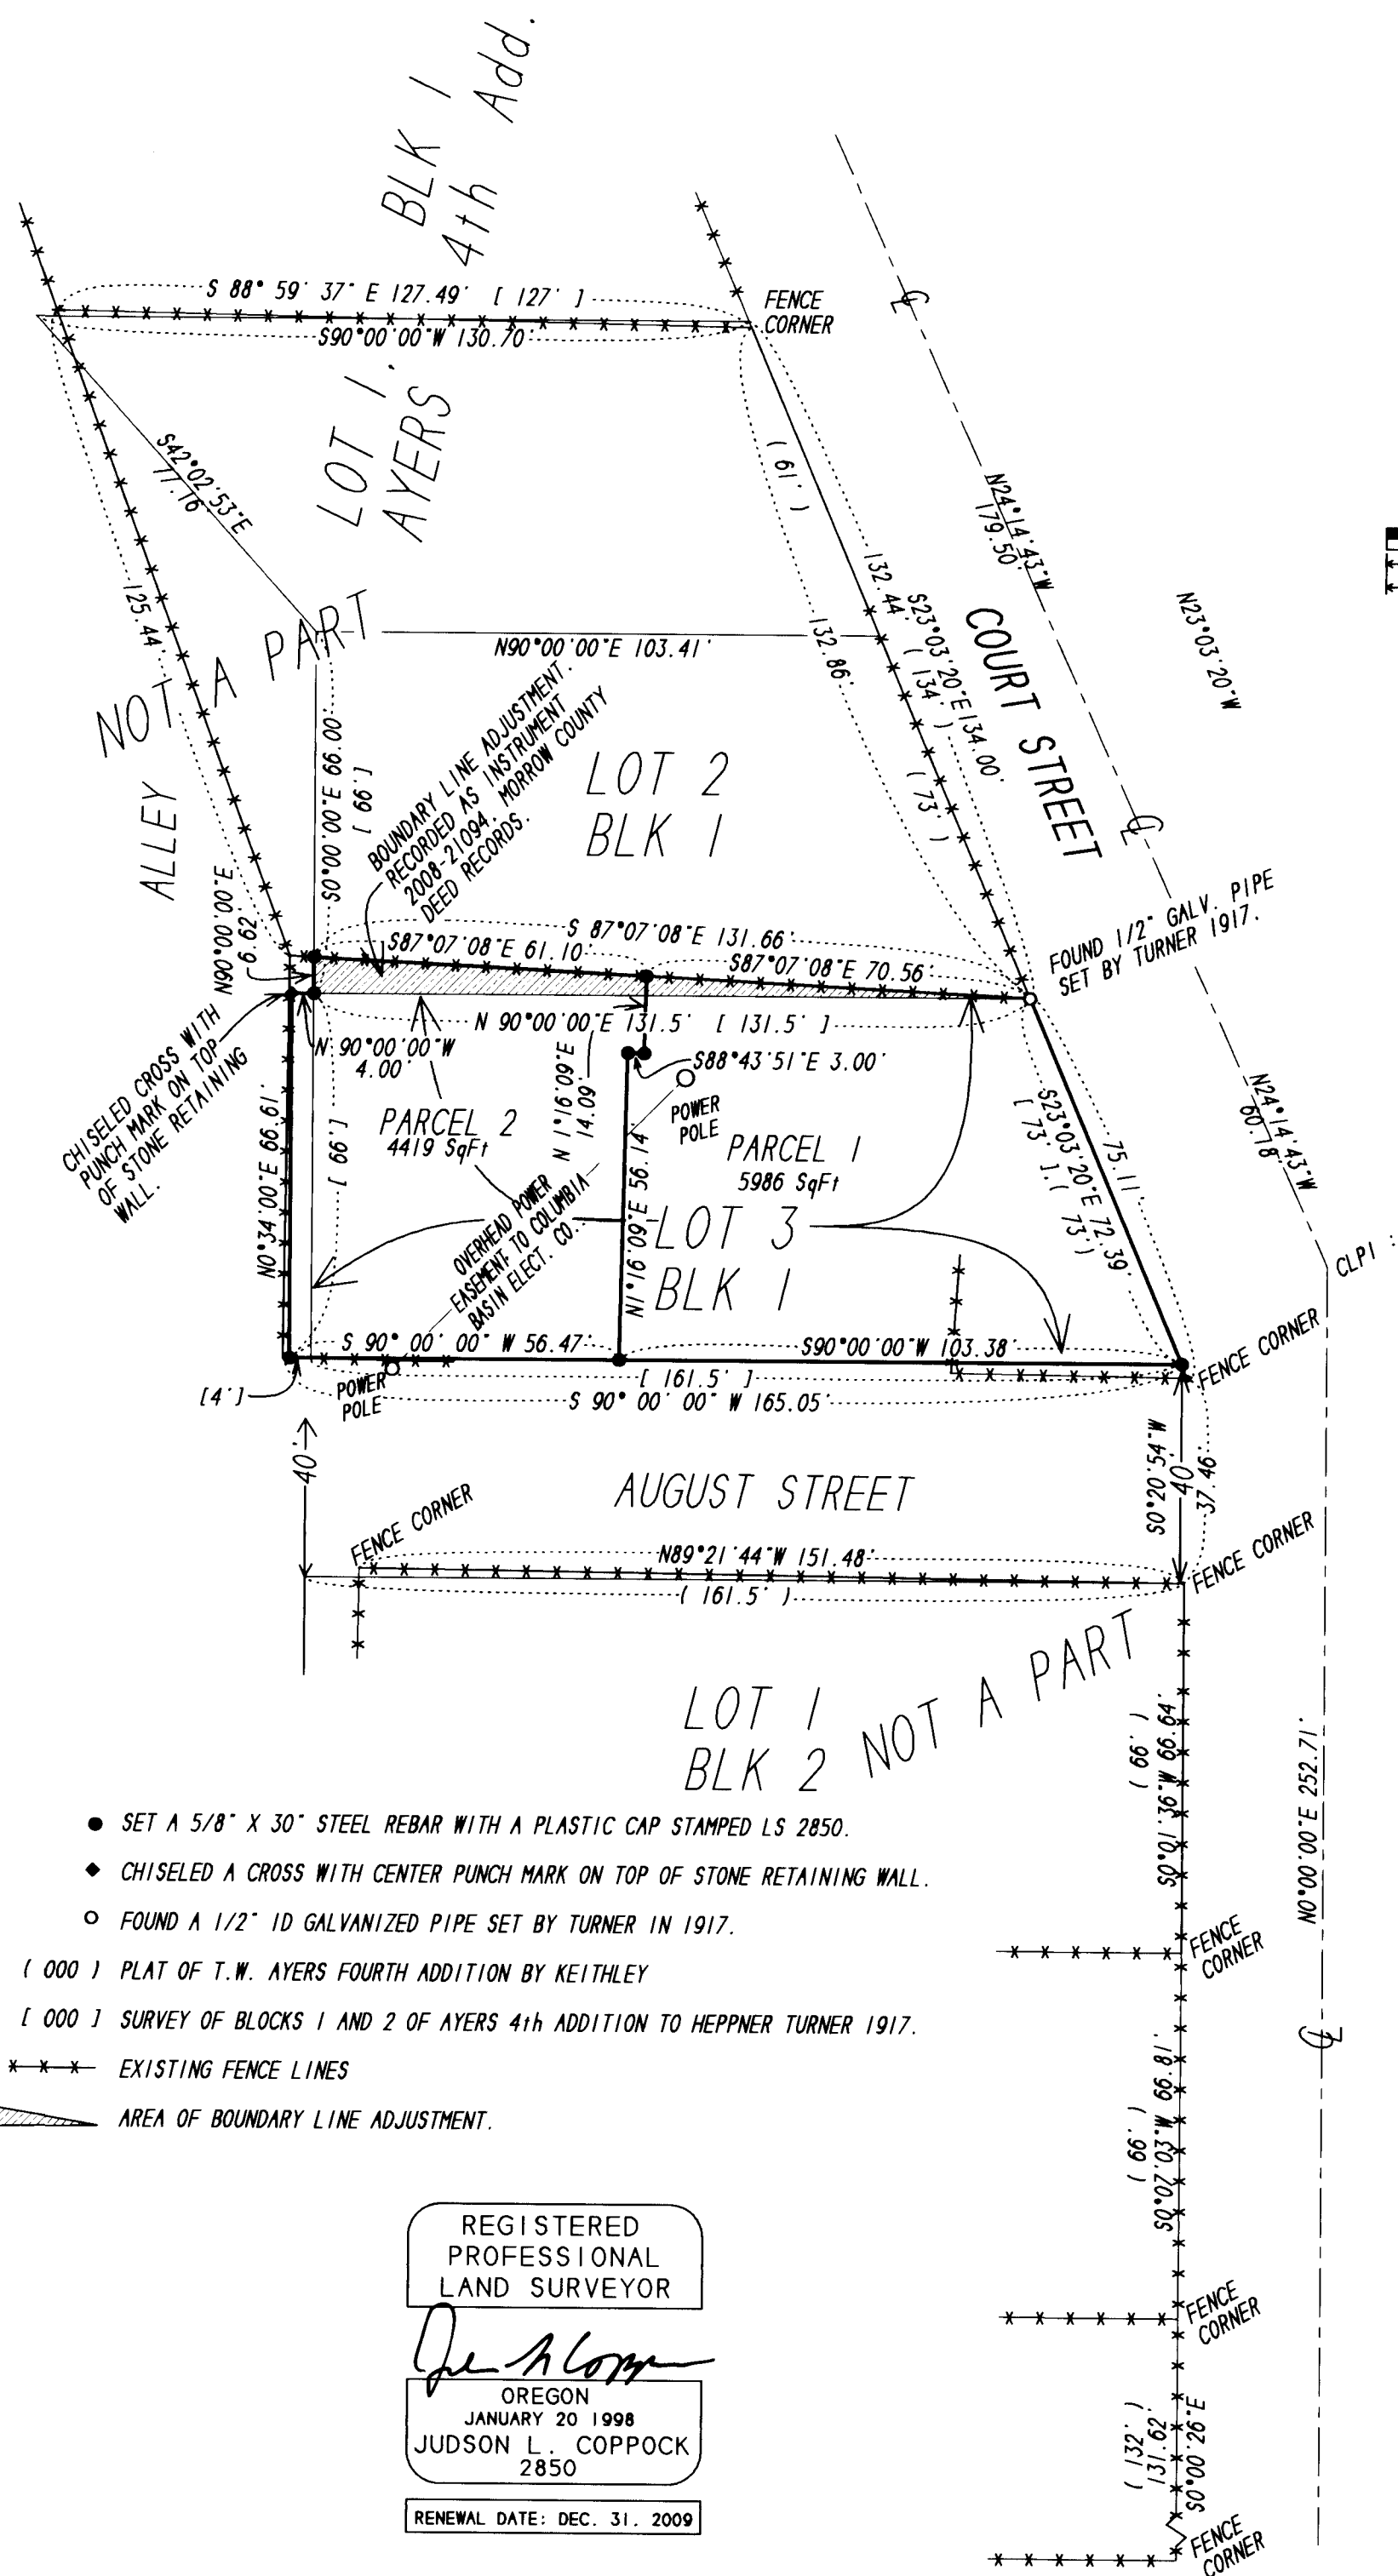 BLK 1
4th Add.
S 88° 59' 37" E 127.49' [ 127' ]
S90°00'00"W 130.70'
FENCE
CORNER
LOT 1,
AYERS
S42°02'53"E
77.16'
( 61' )
132.44'
132.86'
S23°03'20"E 134.00'
( 134' )
( 73' )
N24°14'43"W
179.50'
N23°03'20"W
COURT STREET
125.44'
NOT A PART
ALLEY
N90°00'00"E 103.41'
S0°00'00"E 66.00'
[ 66' ]
BOUNDARY LINE ADJUSTMENT.
RECORDED AS INSTRUMENT
2008-21094, MORROW COUNTY
DEED RECORDS.
LOT 2
BLK 1
N90°00'00"E
6.62'
S 87°07'08"E 131.66'
S87°07'08"E 61.10'
S87°07'08"E 70.56'
FOUND 1/2" GALV. PIPE
SET BY TURNER 1917.
N 90°00'00"E 131.5' [ 131.5' ]
N 90°00'00"W
4.00'
CHISELED CROSS WITH
PUNCH MARK ON TOP
OF STONE RETAINING
WALL.
S88°43'51"E 3.00'
N 1°16'09"E
14.09'
POWER
POLE
PARCEL 2
4419 SqFt
PARCEL 1
5986 SqFt
[ 66' ]
N0°34'00"E 66.61'
N1°16'09"E 56.14'
75.11'
S23°03'20"E 72.39'
[ 73' ].( 73' )
N24°14'43"W
60.78'
OVERHEAD POWER
EASEMENT TO COLUMBIA
BASIN ELECT. CO.
LOT 3
BLK 1
CLPI
S 90° 00' 00" W 56.47'
S90°00'00"W 103.38'
FENCE CORNER
[4']
POWER
POLE
[ 161.5' ]
S 90° 00' 00" W 165.05'
40'
AUGUST STREET
S0°20'54"W
40'
37.46'
FENCE CORNER
N89°21'44"W 151.48'
( 161.5' )
FENCE CORNER
NOT A PART
LOT 1
BLK 2
S0°10'36"W 66.64'
( 66' )
N0°00'00"E 252.71'
● SET A 5/8" X 30" STEEL REBAR WITH A PLASTIC CAP STAMPED LS 2850.
◆ CHISELED A CROSS WITH CENTER PUNCH MARK ON TOP OF STONE RETAINING WALL.
○ FOUND A 1/2" ID GALVANIZED PIPE SET BY TURNER IN 1917.
( 000 ) PLAT OF T.W. AYERS FOURTH ADDITION BY KEITHLEY
[ 000 ] SURVEY OF BLOCKS 1 AND 2 OF AYERS 4th ADDITION TO HEPPNER TURNER 1917.
EXISTING FENCE LINES
AREA OF BOUNDARY LINE ADJUSTMENT.
FENCE
CORNER
S0°20'03"W 66.81'
( 66' )
FENCE
CORNER
( 132' )
131.62'
S0°00'26"E
FENCE
CORNER
REGISTERED
PROFESSIONAL
LAND SURVEYOR
OREGON
JANUARY 20 1998
JUDSON L. COPPOCK
2850
RENEWAL DATE: DEC. 31. 2009